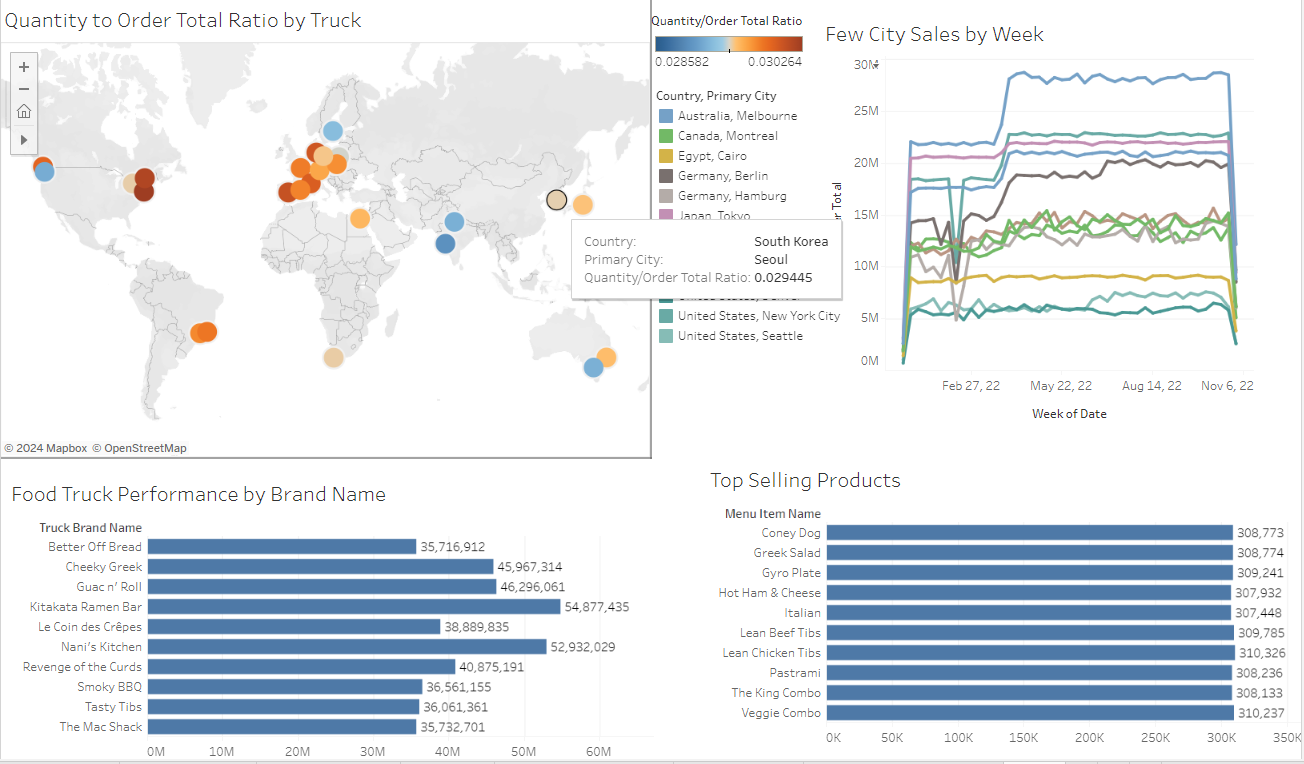 Quantity to Order Total Ratio by Truck
© 2024 Mapbox © OpenStreetMap
Quantity/Order Total Ratio
0.028582 0.030264
Country, Primary City
Australia, Melbourne
Canada, Montreal
Egypt, Cairo
Germany, Berlin
Germany, Hamburg
Japan, Tokyo
Country: South Korea
Primary City: Seoul
Quantity/Order Total Ratio: 0.029445
United States, Denver
United States, New York City
United States, Seattle
Few City Sales by Week
30M
25M
20M
15M
10M
5M
0M
Total
Feb 27, 22 May 22, 22 Aug 14, 22 Nov 6, 22
Week of Date
Food Truck Performance by Brand Name
Truck Brand Name
Better Off Bread 35,716,912
Cheeky Greek 45,967,314
Guac n' Roll 46,296,061
Kitakata Ramen Bar 54,877,435
Le Coin des Crêpes 38,889,835
Nani's Kitchen 52,932,029
Revenge of the Curds 40,875,191
Smoky BBQ 36,561,155
Tasty Tibs 36,061,361
The Mac Shack 35,732,701
0M 10M 20M 30M 40M 50M 60M
Top Selling Products
Menu Item Name
Coney Dog 308,773
Greek Salad 308,774
Gyro Plate 309,241
Hot Ham & Cheese 307,932
Italian 307,448
Lean Beef Tibs 309,785
Lean Chicken Tibs 310,326
Pastrami 308,236
The King Combo 308,133
Veggie Combo 310,237
0K 50K 100K 150K 200K 250K 300K 350K